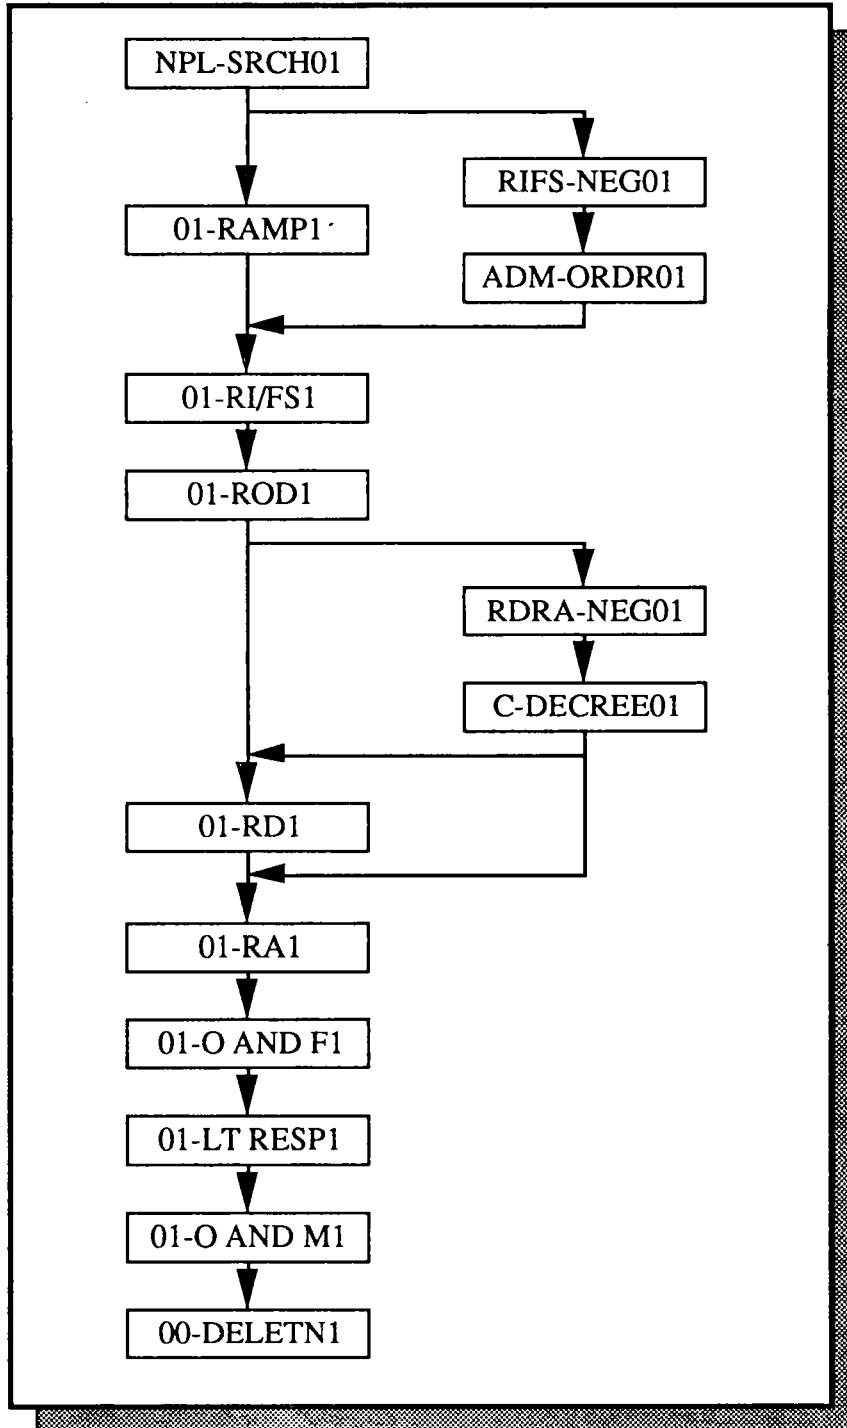 NPL-SRCH01
RIFS-NEG01
01-RAMP1
ADM-ORDR01
01-RI/FS1
01-ROD1
RDRA-NEG01
C-DECREE01
01-RD1
01-RA1
01-O AND F1
01-LT RESP1
01-O AND M1
00-DELETN1